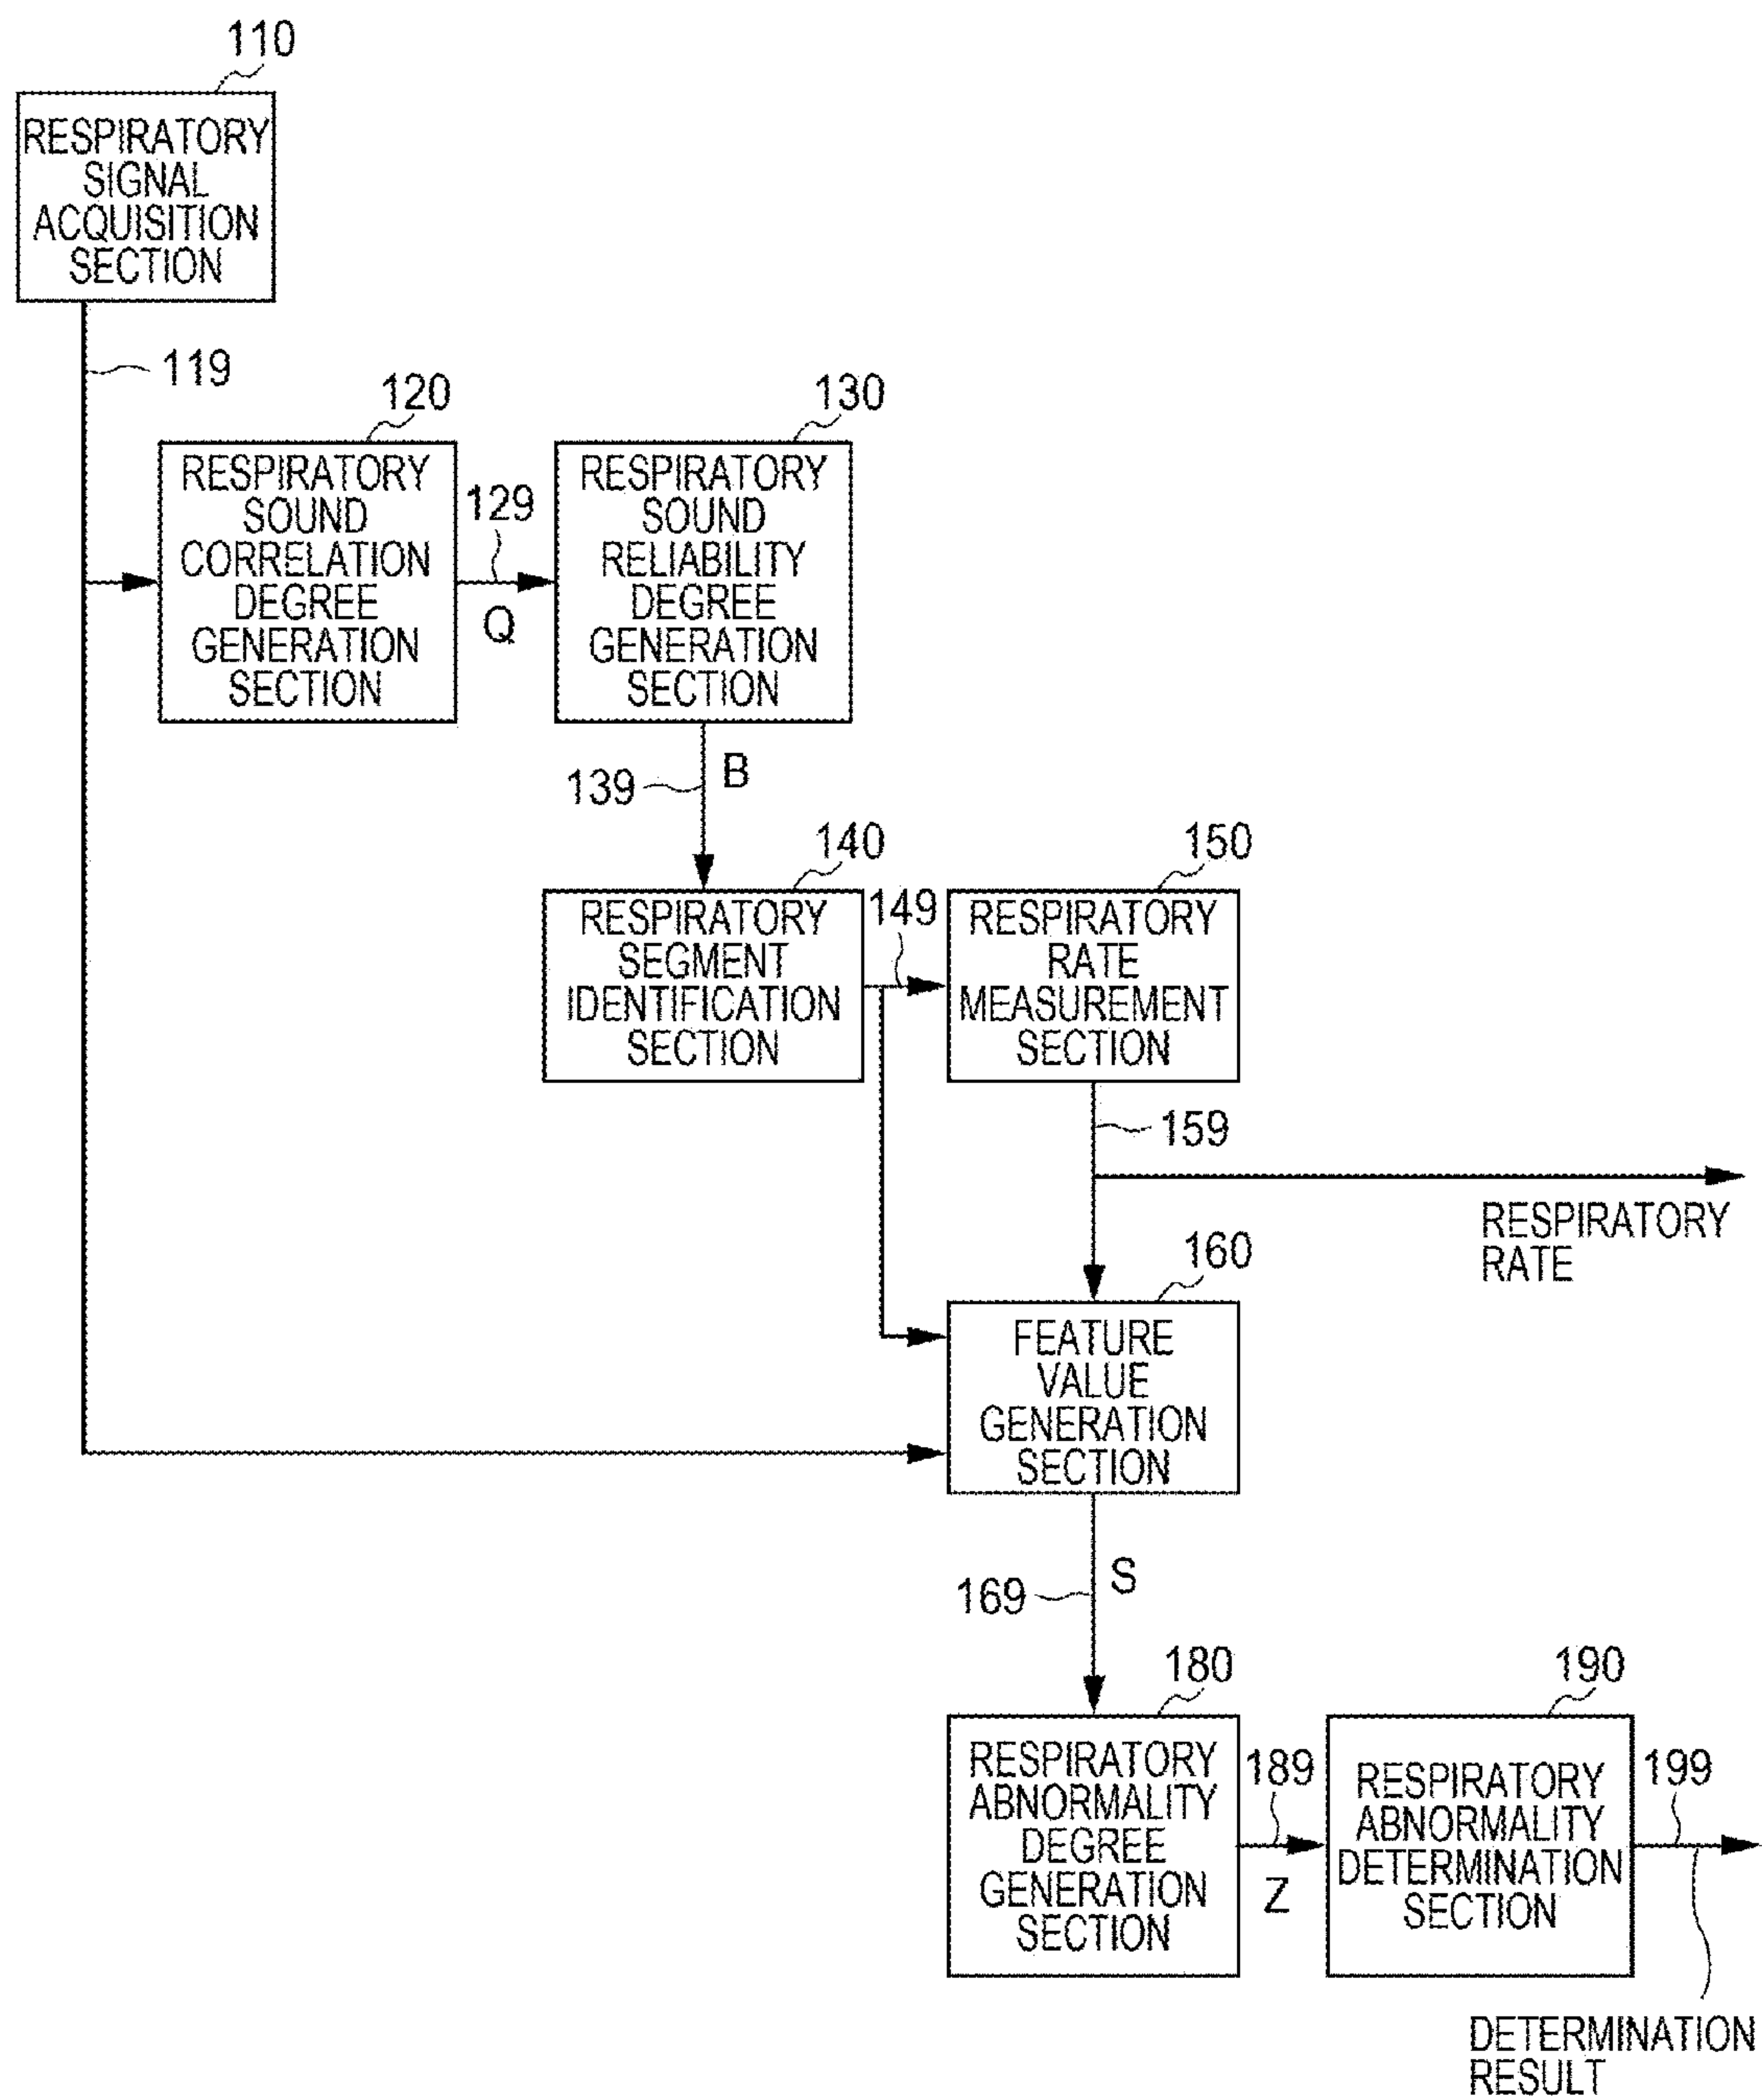 110
RESPIRATORY
SIGNAL
ACQUISITION
SECTION
119
120
RESPIRATORY
SOUND
CORRELATION
DEGREE
GENERATION
SECTION
129
Q
130
RESPIRATORY
SOUND
RELIABILITY
DEGREE
GENERATION
SECTION
139
B
140
RESPIRATORY
SEGMENT
IDENTIFICATION
SECTION
149
150
RESPIRATORY
RATE
MEASUREMENT
SECTION
159
RESPIRATORY
RATE
160
FEATURE
VALUE
GENERATION
SECTION
169
S
180
RESPIRATORY
ABNORMALITY
DEGREE
GENERATION
SECTION
189
Z
190
RESPIRATORY
ABNORMALITY
DETERMINATION
SECTION
199
DETERMINATION
RESULT